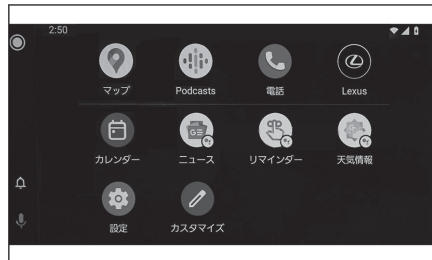 2:50
マップ
Podcasts
電話
Lexus
カレンダー
ニュース
リマインダー
天気情報
設定
カスタマイズ